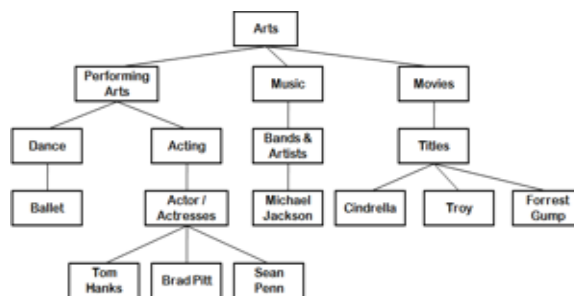 Arts
Performing
Arts
Music
Movies
Dance
Acting
Bands &
Artists
Titles
Ballet
Actor /
Actresses
Michael
Jackson
Cindrella
Troy
Forrest
Gump
Tom
Hanks
Brad Pitt
Sean
Penn